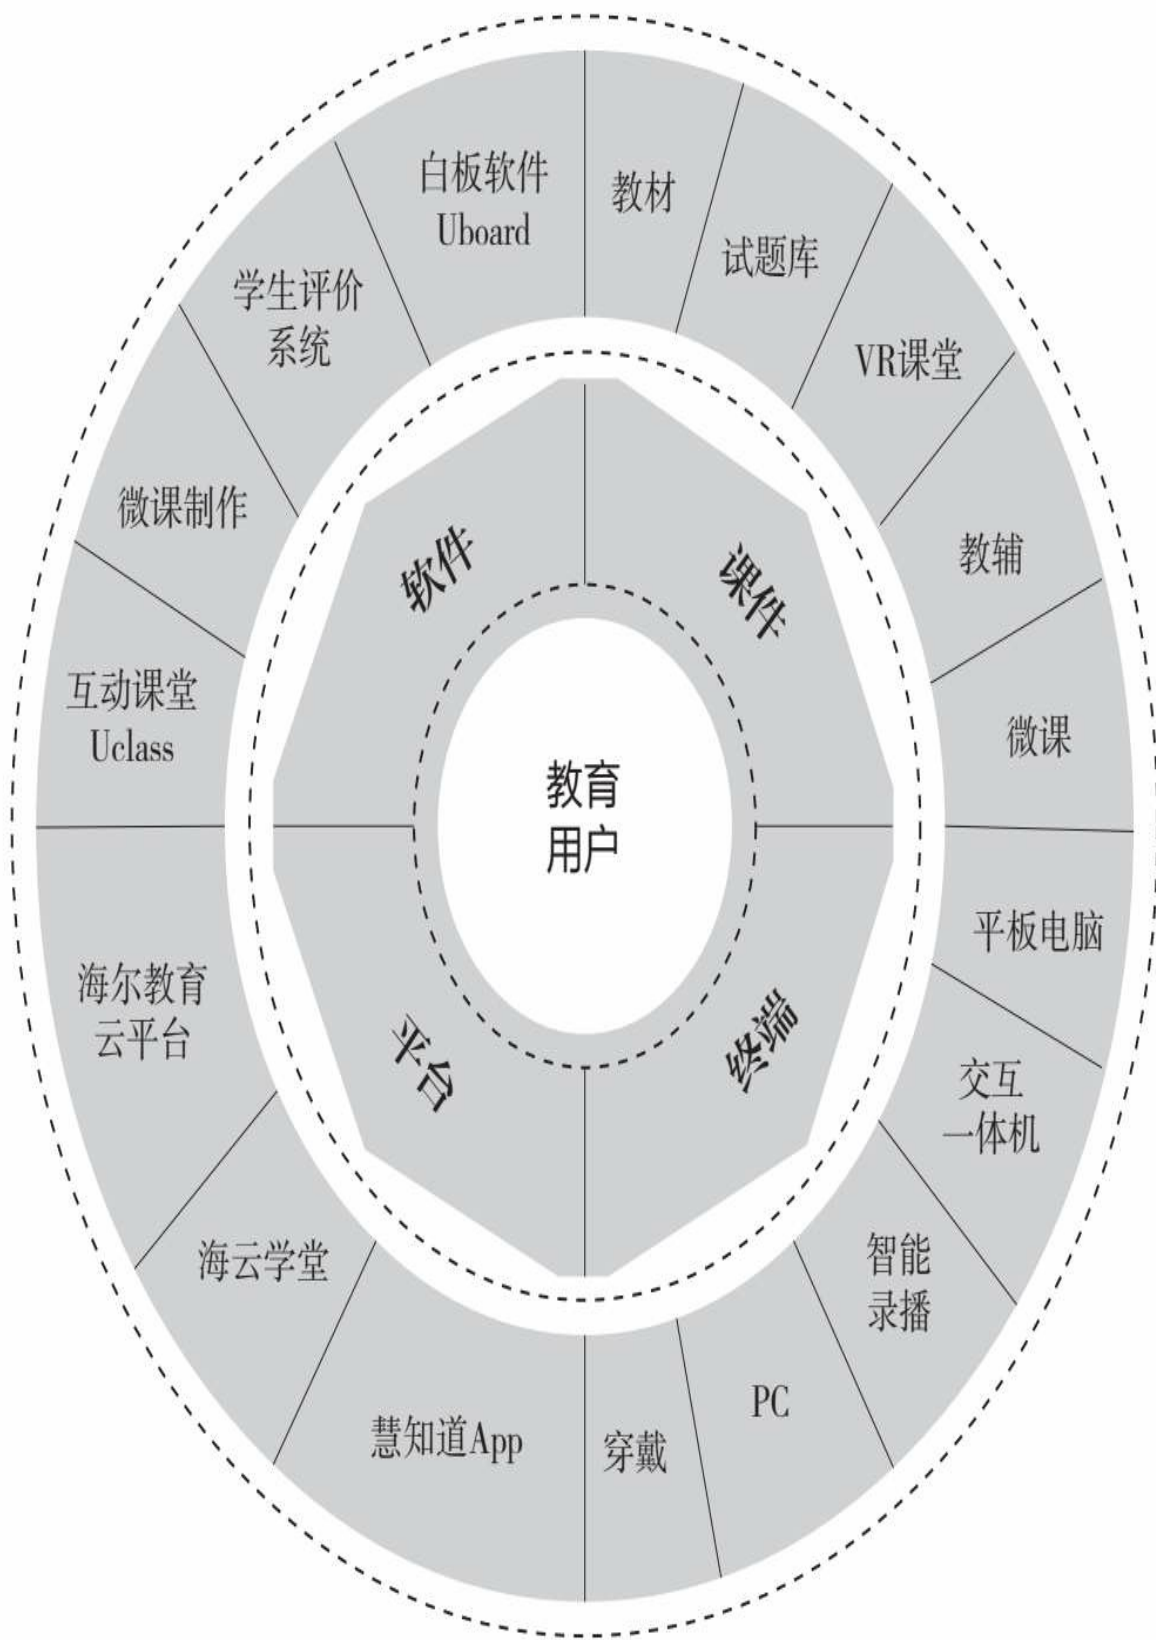 白板软件
Uboard
教材
试题库
学生评价
系统
VR课堂
微课制作
教辅
互动课堂
Uclass
微课
软件
课件
教育
用户
平台
终端
平板电脑
海尔教育
云平台
交互
一体机
海云学堂
智能
录播
慧知道App
穿戴
PC